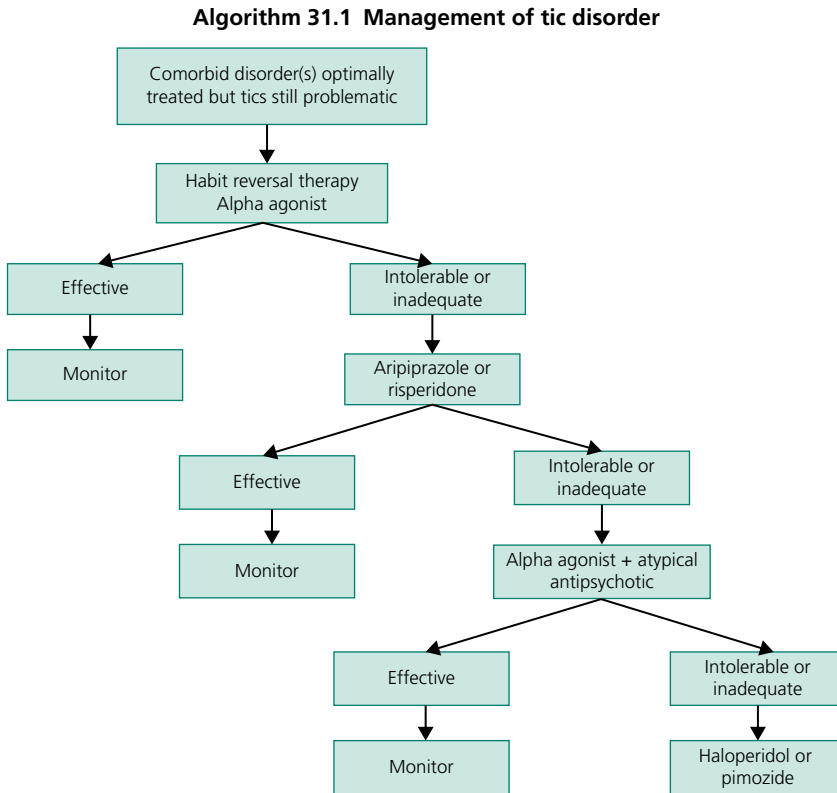 Algorithm 31.1 Management of tic disorder
Comorbid disorder(s) optimally
treated but tics still problematic
Habit reversal therapy
Alpha agonist
Effective
Intolerable or
inadequate
Monitor
Aripiprazole or
risperidone
Effective
Intolerable or
inadequate
Monitor
Alpha agonist + atypical
antipsychotic
Effective
Intolerable or
inadequate
Monitor
Haloperidol or
pimozide